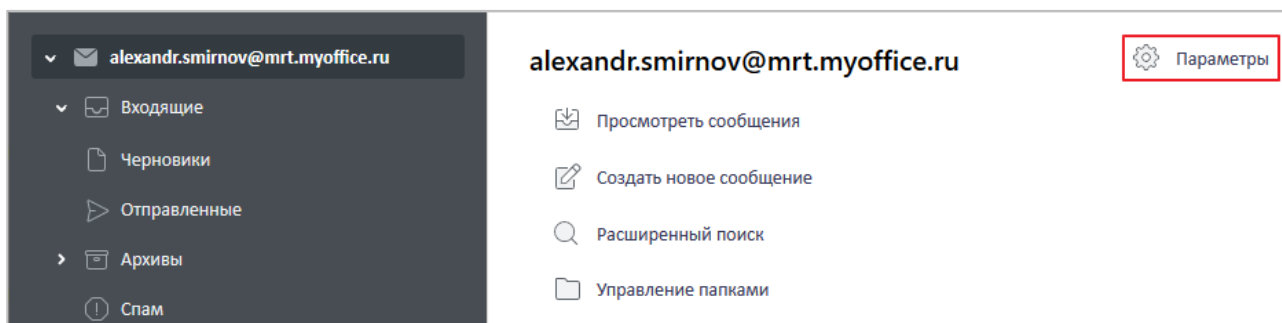 alexandr.smirnov@mrt.myoffice.ru
Входящие
Черновики
Отправленные
Архивы
Спам
alexandr.smirnov@mrt.myoffice.ru
Параметры
Просмотреть сообщения
Создать новое сообщение
Расширенный поиск
Управление папками